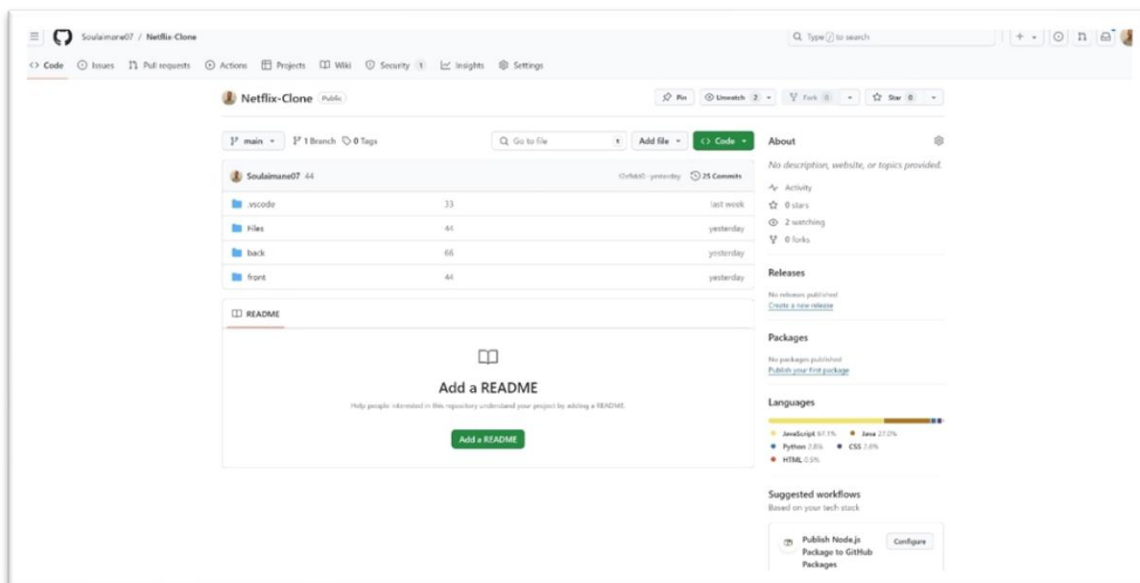 Soulaimane07 / Netflix-Clone
Type / to search
Code Issues Pull requests Actions Projects Wiki Security 1 Insights Settings
Netflix-Clone Public
Pin Unwatch 2 Fork 0 Star 0
main 1 Branch 0 Tags
Go to file t Add file Code
Soulaimane07 44
yesterday 25 Commits
.vscode 33 last week
Files 44 yesterday
back 66 yesterday
front 44 yesterday
README
Add a README
Help people interested in this repository understand your project by adding a README.
Add a README
About
No description, website, or topics provided.
Activity
0 stars
2 watching
0 forks
Releases
No releases published
Create a new release
Packages
No packages published
Publish your first package
Languages
JavaScript 67.1% Java 27.0%
Python 2.8% CSS 2.6%
HTML 0.5%
Suggested workflows
Based on your tech stack
Publish Node.js
Package to GitHub
Packages
Configure